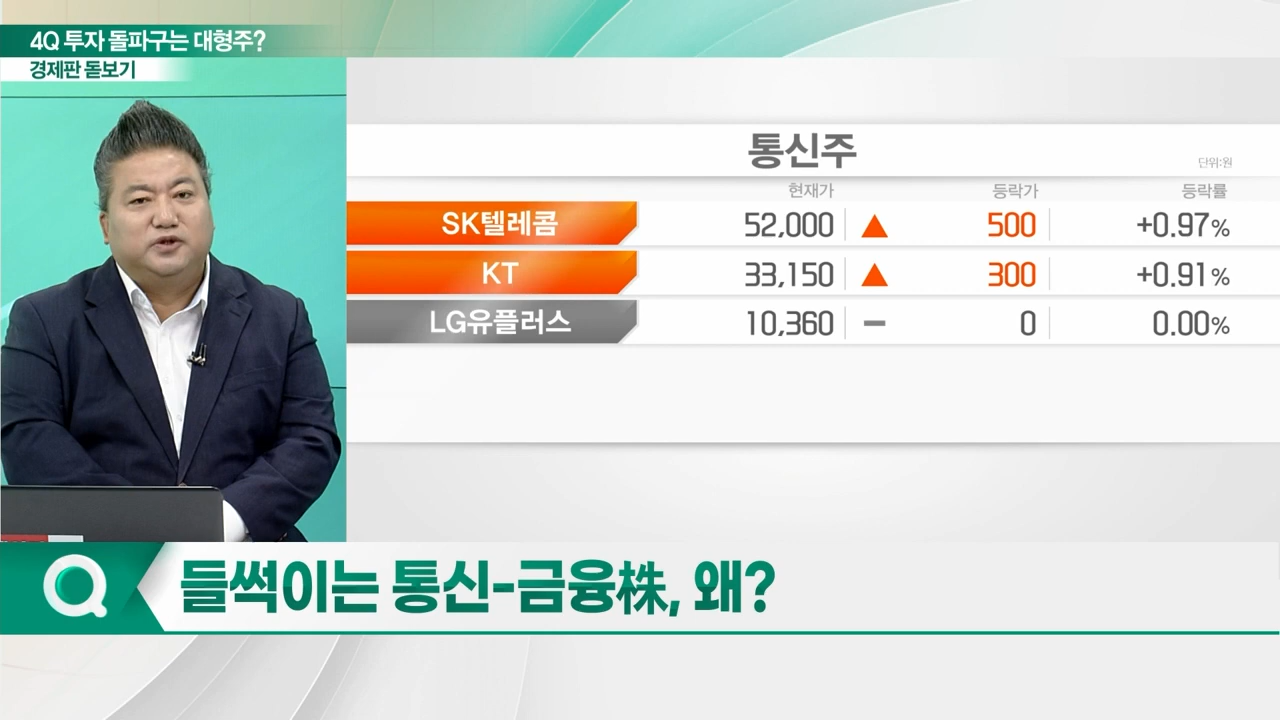 4Q 투자 돌파구는 대형주?
경제판 돋보기
통신주
단위:원
현재가 등락가 등락률
SK텔레콤 52,000 ▲ 500 +0.97%
KT 33,150 ▲ 300 +0.91%
LG유플러스 10,360 - 0 0.00%
들썩이는 통신-금융株, 왜?